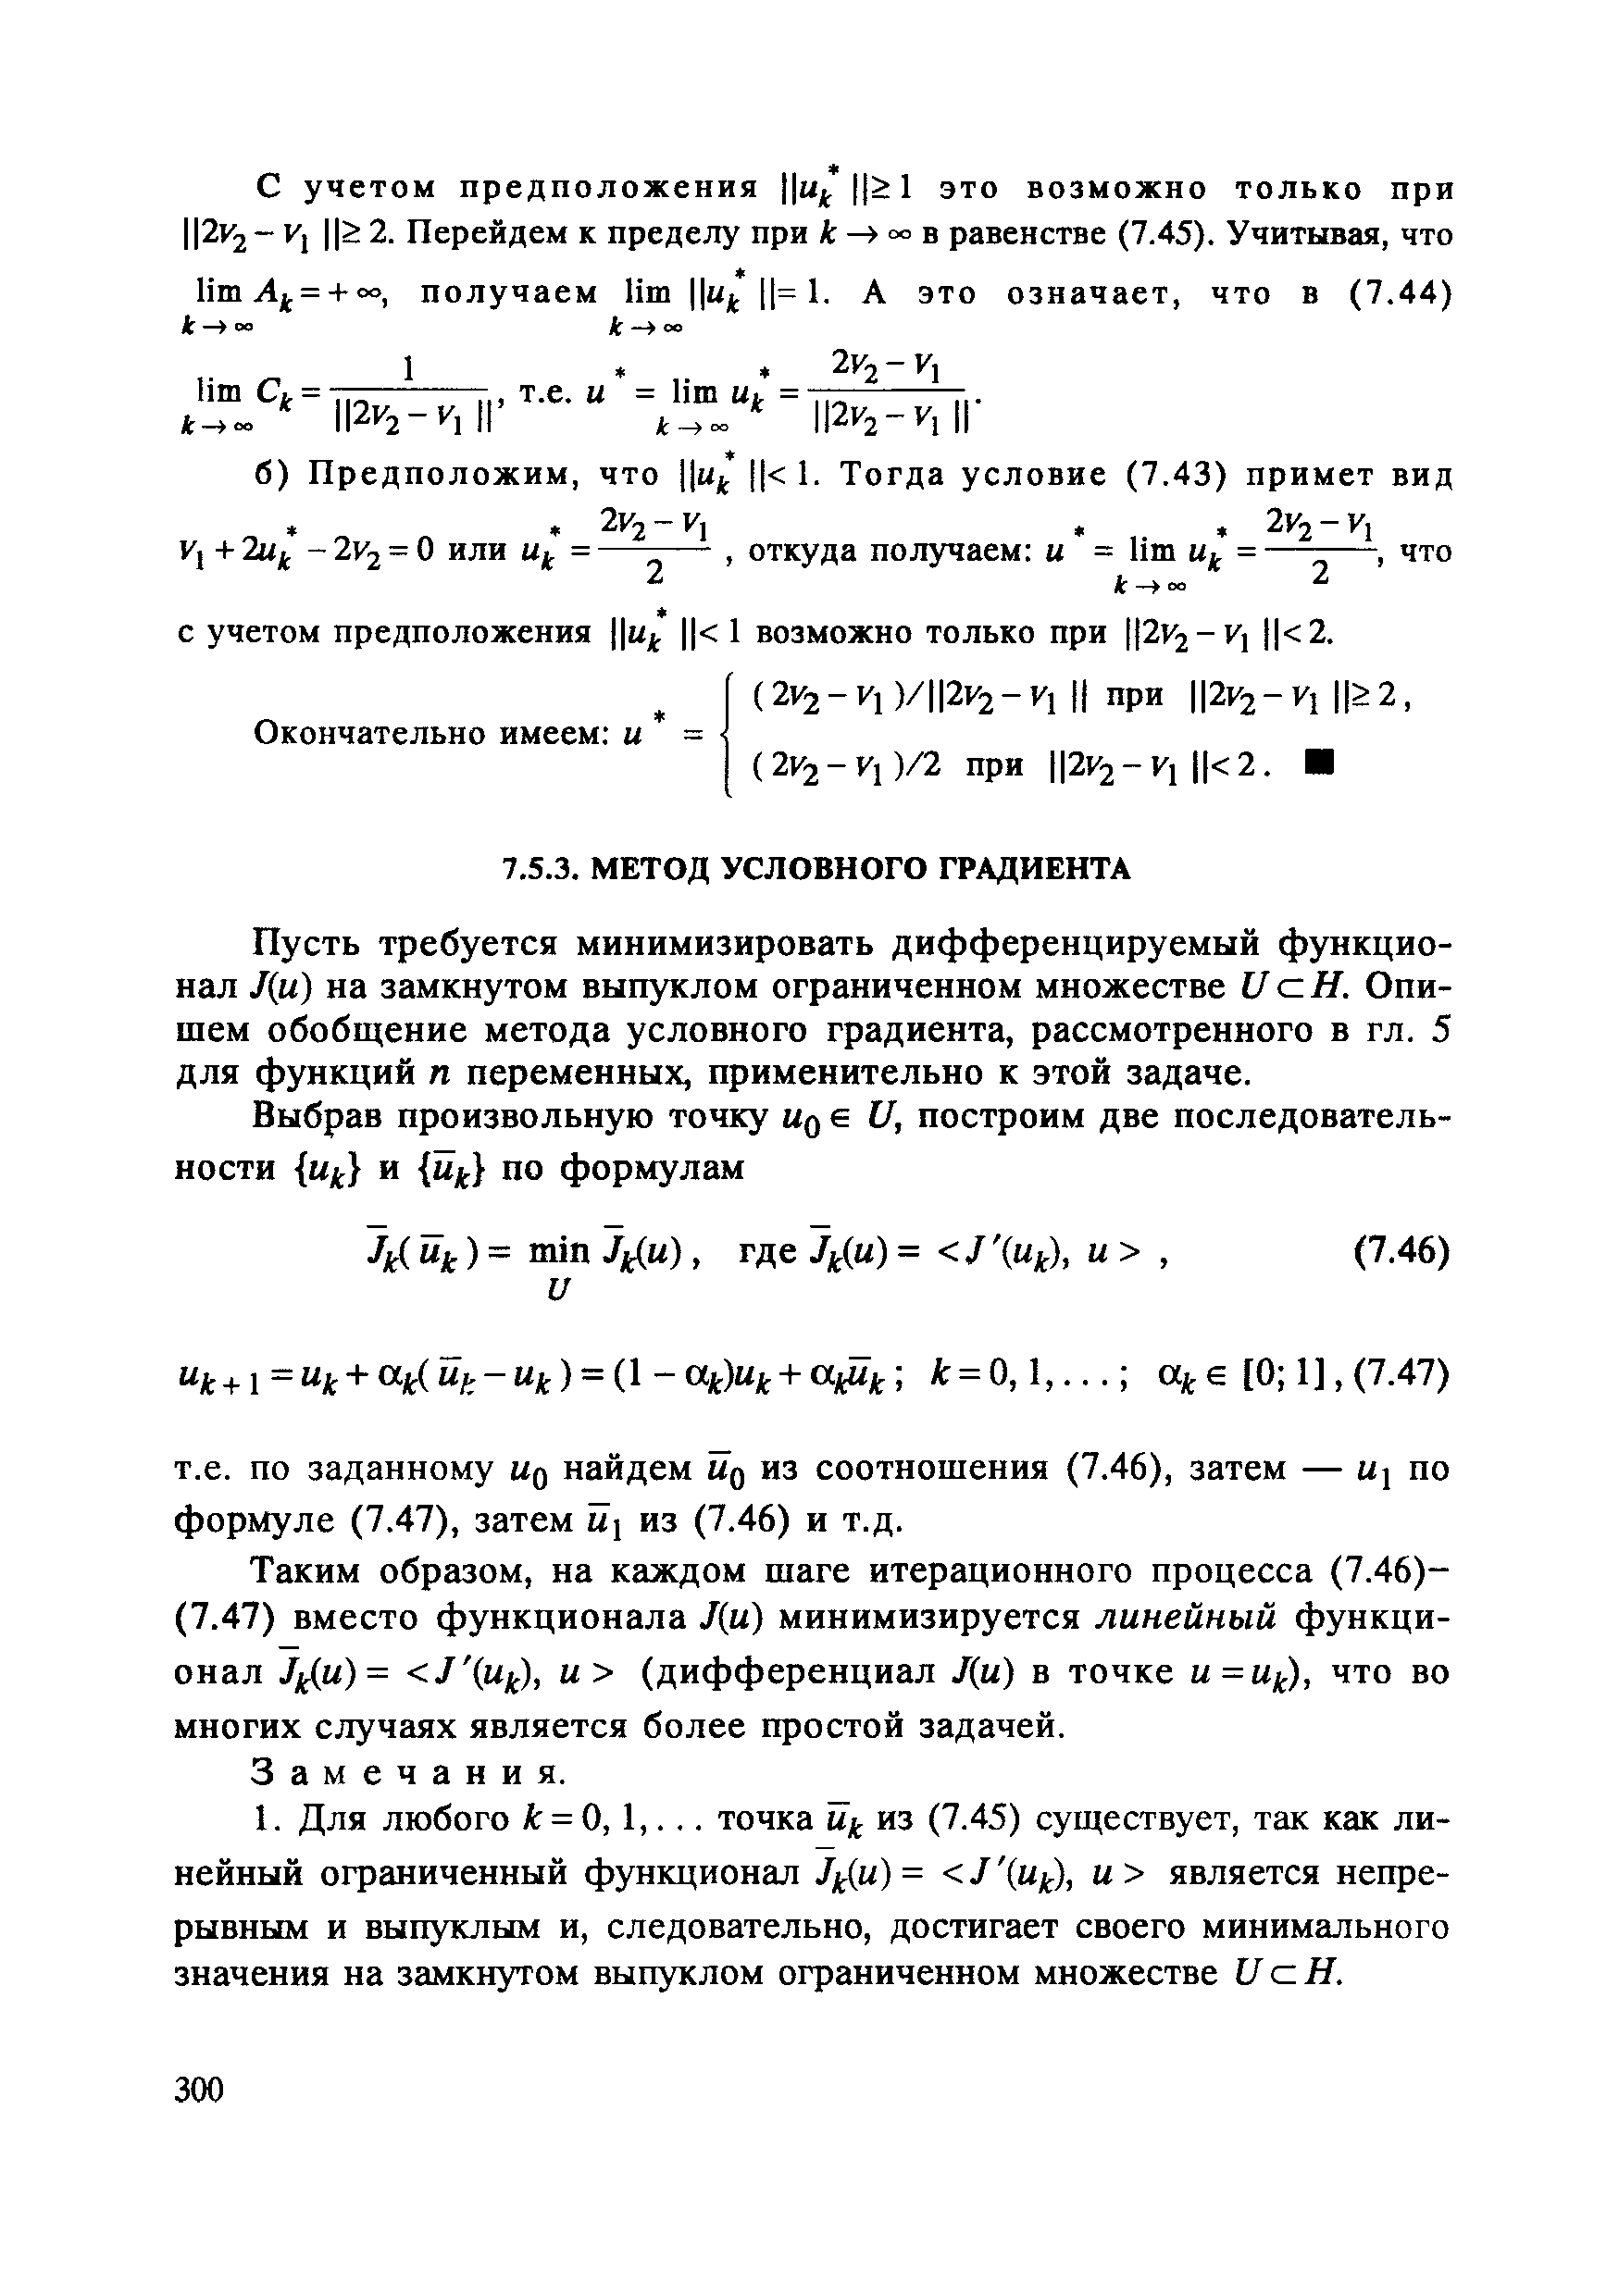 С учетом предположения ||u_k^*||≥1 это возможно только при
||2v₂ − v₁||≥ 2. Перейдем к пределу при k → ∞ в равенстве (7.45). Учитывая, что
lim A_k = + ∞, получаем lim ||u_k^*||= 1. А это означает, что в (7.44)
k → ∞ k → ∞
lim C_k = 1/||2v₂ − v₁||, т.е. u^* = lim u_k^* = (2v₂ − v₁)/||2v₂ − v₁||.
k → ∞ k → ∞
б) Предположим, что ||u_k^*||< 1. Тогда условие (7.43) примет вид
v₁ + 2u_k^* − 2v₂ = 0 или u_k^* = (2v₂ − v₁)/2 , откуда получаем: u^* = lim u_k^* = (2v₂ − v₁)/2, что
k → ∞
с учетом предположения ||u_k^*||< 1 возможно только при ||2v₂ − v₁||< 2.
(2v₂ − v₁)/||2v₂ − v₁|| при ||2v₂ − v₁||≥ 2,
Окончательно имеем: u^* = {
(2v₂ − v₁)/2 при ||2v₂ − v₁||< 2. ■
7.5.3. МЕТОД УСЛОВНОГО ГРАДИЕНТА
Пусть требуется минимизировать дифференцируемый функцио-
нал J(u) на замкнутом выпуклом ограниченном множестве U ⊂ H. Опи-
шем обобщение метода условного градиента, рассмотренного в гл. 5
для функций n переменных, применительно к этой задаче.
Выбрав произвольную точку u₀ ∈ U, построим две последователь-
ности {u_k} и {ū_k} по формулам
J̄_k(ū_k) = min J̄_k(u), где J̄_k(u) = <J′(u_k), u> , (7.46)
U
u_{k+1} = u_k + α_k(ū_k − u_k) = (1 − α_k)u_k + α_kū_k; k = 0, 1,...; α_k ∈ [0; 1], (7.47)
т.е. по заданному u₀ найдем ū₀ из соотношения (7.46), затем — u₁ по
формуле (7.47), затем ū₁ из (7.46) и т.д.
Таким образом, на каждом шаге итерационного процесса (7.46)–
(7.47) вместо функционала J(u) минимизируется линейный функци-
онал J̄_k(u) = <J′(u_k), u> (дифференциал J(u) в точке u = u_k), что во
многих случаях является более простой задачей.
Замечания.
1. Для любого k = 0, 1,... точка ū_k из (7.45) существует, так как ли-
нейный ограниченный функционал J̄_k(u) = <J′(u_k), u> является непре-
рывным и выпуклым и, следовательно, достигает своего минимального
значения на замкнутом выпуклом ограниченном множестве U ⊂ H.
300